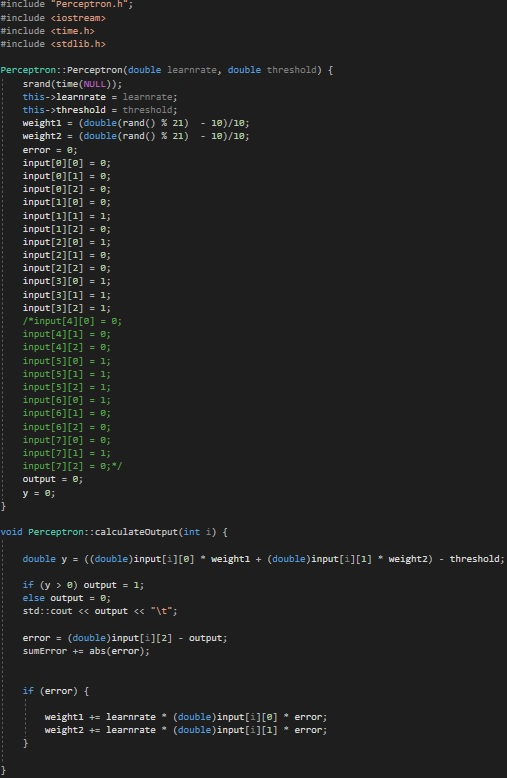 #include "Perceptron.h";
#include <iostream>
#include <time.h>
#include <stdlib.h>
Perceptron::Perceptron(double learnrate, double threshold) {
srand(time(NULL));
this->learnrate = learnrate;
this->threshold = threshold;
weight1 = (double(rand() % 21)  - 10)/10;
weight2 = (double(rand() % 21)  - 10)/10;
error = 0;
input[0][0] = 0;
input[0][1] = 0;
input[0][2] = 0;
input[1][0] = 0;
input[1][1] = 1;
input[1][2] = 0;
input[2][0] = 1;
input[2][1] = 0;
input[2][2] = 0;
input[3][0] = 1;
input[3][1] = 1;
input[3][2] = 1;
/*input[4][0] = 0;
input[4][1] = 0;
input[4][2] = 0;
input[5][0] = 1;
input[5][1] = 1;
input[5][2] = 1;
input[6][0] = 1;
input[6][1] = 0;
input[6][2] = 0;
input[7][0] = 0;
input[7][1] = 1;
input[7][2] = 0;*/
output = 0;
y = 0;
}
void Perceptron::calculateOutput(int i) {
double y = ((double)input[i][0] * weight1 + (double)input[i][1] * weight2) - threshold;
if (y > 0) output = 1;
else output = 0;
std::cout << output << "\t";
error = (double)input[i][2] - output;
sumError += abs(error);
if (error) {
weight1 += learnrate * (double)input[i][0] * error;
weight2 += learnrate * (double)input[i][1] * error;
}
}